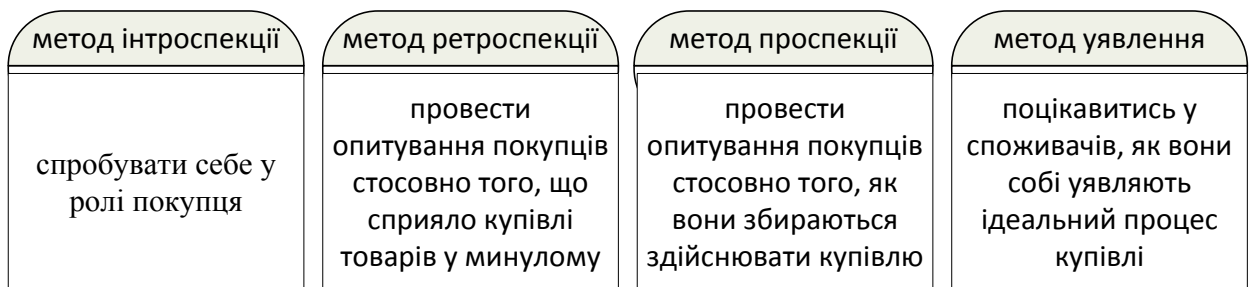 метод інтроспекції
спробувати себе у
ролі покупця
метод ретроспекції
провести
опитування покупців
стосовно того, що
сприяло купівлі
товарів у минулому
метод проспекції
провести
опитування покупців
стосовно того, як
вони збираються
здійснювати купівлю
метод уявлення
поцікавитись у
споживачів, як вони
собі уявляють
ідеальний процес
купівлі